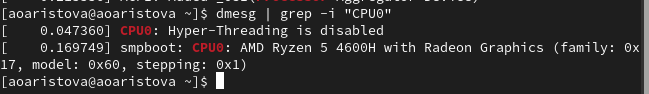 [aoaristova@aoaristova ~]$ dmesg | grep -i "CPU0"
[    0.047360] CPU0: Hyper-Threading is disabled
[    0.169749] smpboot: CPU0: AMD Ryzen 5 4600H with Radeon Graphics (family: 0x
17, model: 0x60, stepping: 0x1)
[aoaristova@aoaristova ~]$